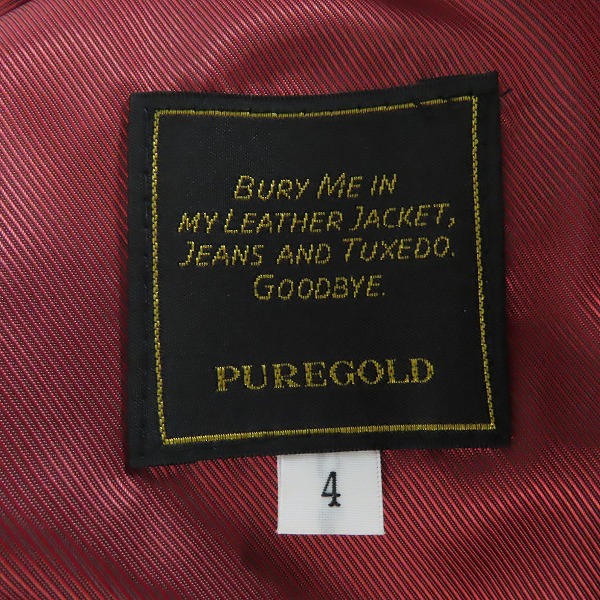 BURY ME IN
MY LEATHER JACKET,
JEANS AND TUXEDO.
GOODBYE.
PUREGOLD
4